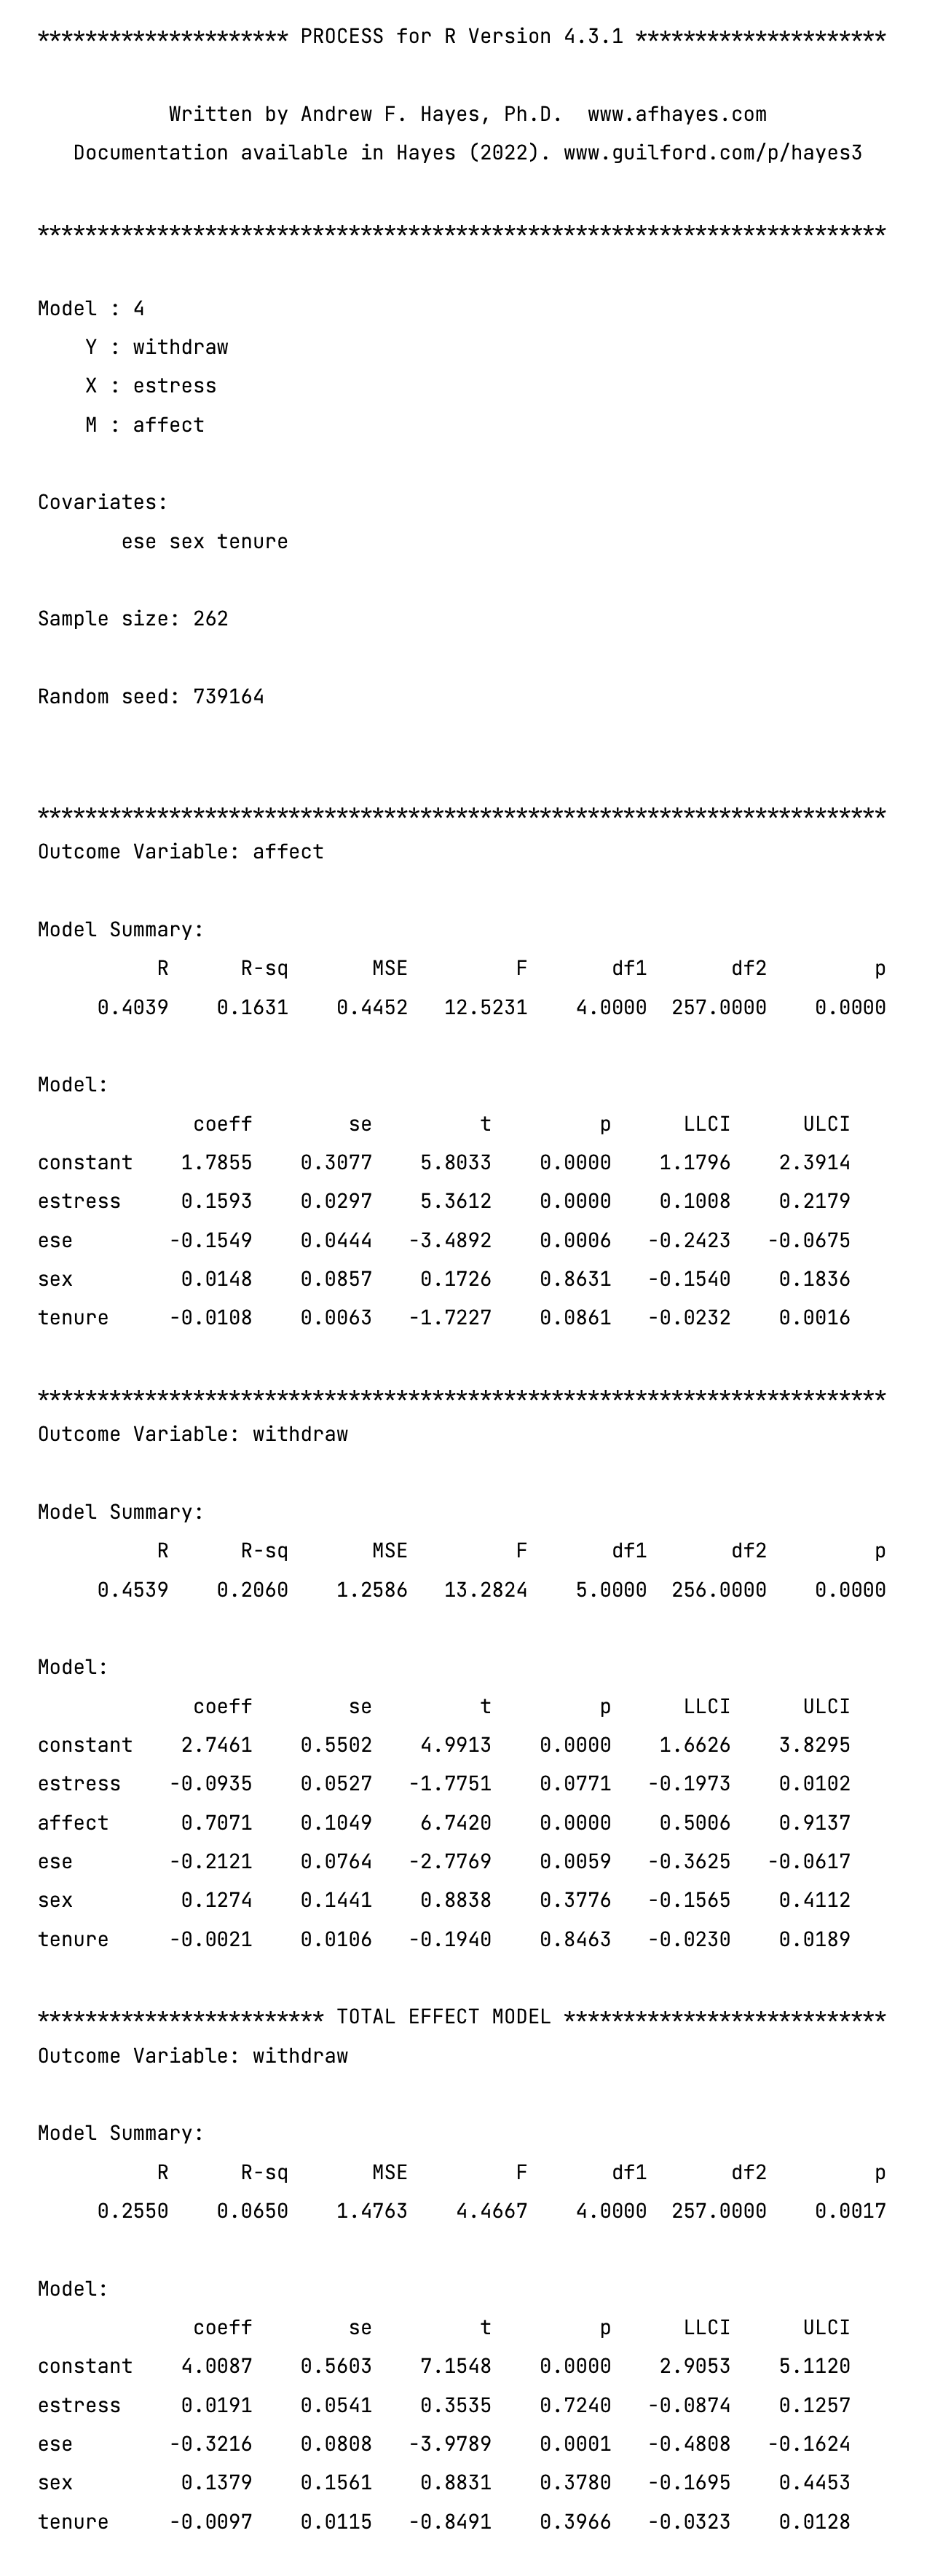 ********************* PROCESS for R Version 4.3.1 *********************
Written by Andrew F. Hayes, Ph.D.  www.afhayes.com
Documentation available in Hayes (2022). www.guilford.com/p/hayes3
***********************************************************************
Model : 4
Y : withdraw
X : estress
M : affect
Covariates:
ese sex tenure
Sample size: 262
Random seed: 739164
***********************************************************************
Outcome Variable: affect
Model Summary:
R R-sq MSE F df1 df2 p
0.4039 0.1631 0.4452 12.5231 4.0000 257.0000 0.0000
Model:
coeff se t p LLCI ULCI
constant 1.7855 0.3077 5.8033 0.0000 1.1796 2.3914
estress 0.1593 0.0297 5.3612 0.0000 0.1008 0.2179
ese -0.1549 0.0444 -3.4892 0.0006 -0.2423 -0.0675
sex 0.0148 0.0857 0.1726 0.8631 -0.1540 0.1836
tenure -0.0108 0.0063 -1.7227 0.0861 -0.0232 0.0016
***********************************************************************
Outcome Variable: withdraw
Model Summary:
R R-sq MSE F df1 df2 p
0.4539 0.2060 1.2586 13.2824 5.0000 256.0000 0.0000
Model:
coeff se t p LLCI ULCI
constant 2.7461 0.5502 4.9913 0.0000 1.6626 3.8295
estress -0.0935 0.0527 -1.7751 0.0771 -0.1973 0.0102
affect 0.7071 0.1049 6.7420 0.0000 0.5006 0.9137
ese -0.2121 0.0764 -2.7769 0.0059 -0.3625 -0.0617
sex 0.1274 0.1441 0.8838 0.3776 -0.1565 0.4112
tenure -0.0021 0.0106 -0.1940 0.8463 -0.0230 0.0189
************************ TOTAL EFFECT MODEL ***************************
Outcome Variable: withdraw
Model Summary:
R R-sq MSE F df1 df2 p
0.2550 0.0650 1.4763 4.4667 4.0000 257.0000 0.0017
Model:
coeff se t p LLCI ULCI
constant 4.0087 0.5603 7.1548 0.0000 2.9053 5.1120
estress 0.0191 0.0541 0.3535 0.7240 -0.0874 0.1257
ese -0.3216 0.0808 -3.9789 0.0001 -0.4808 -0.1624
sex 0.1379 0.1561 0.8831 0.3780 -0.1695 0.4453
tenure -0.0097 0.0115 -0.8491 0.3966 -0.0323 0.0128